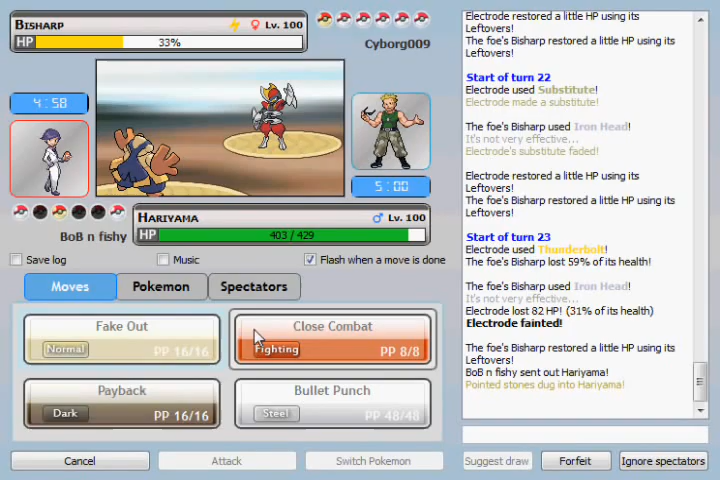 BISHARP
Lv. 100
HP
33%
Cyborg009
4:58
5:00
HARIYAMA
Lv. 100
HP
403 / 429
BoB n fishy
Save log
Music
Flash when a move is done
Moves
Pokemon
Spectators
Fake Out
Normal
PP 16/16
Close Combat
Fighting
PP 8/8
Payback
Dark
PP 16/16
Bullet Punch
Steel
PP 48/48
Cancel
Attack
Switch Pokemon
Electrode restored a little HP using its
Leftovers!
The foe's Bisharp restored a little HP using its
Leftovers!
Start of turn 22
Electrode used Substitute!
Electrode made a substitute!
The foe's Bisharp used Iron Head!
It's not very effective...
Electrode's substitute faded!
Electrode restored a little HP using its
Leftovers!
The foe's Bisharp restored a little HP using its
Leftovers!
Start of turn 23
Electrode used Thunderbolt!
The foe's Bisharp lost 59% of its health!
The foe's Bisharp used Iron Head!
It's not very effective...
Electrode lost 82 HP! (31% of its health)
Electrode fainted!
The foe's Bisharp restored a little HP using its
Leftovers!
BoB n fishy sent out Hariyama!
Pointed stones dug into Hariyama!
Suggest draw
Forfeit
Ignore spectators